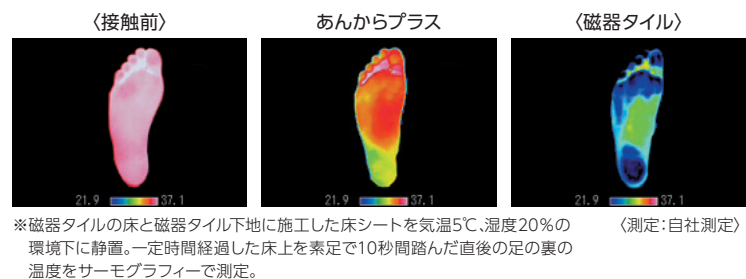 〈接触前〉
あんからプラス
〈磁器タイル〉
21.9 37.1
21.9 37.1
21.9 37.1
※磁器タイルの床と磁器タイル下地に施工した床シートを気温5℃、湿度20%の
環境下に静置。一定時間経過した床上を素足で10秒間踏んだ直後の足の裏の
温度をサーモグラフィーで測定。
〈測定:自社測定〉